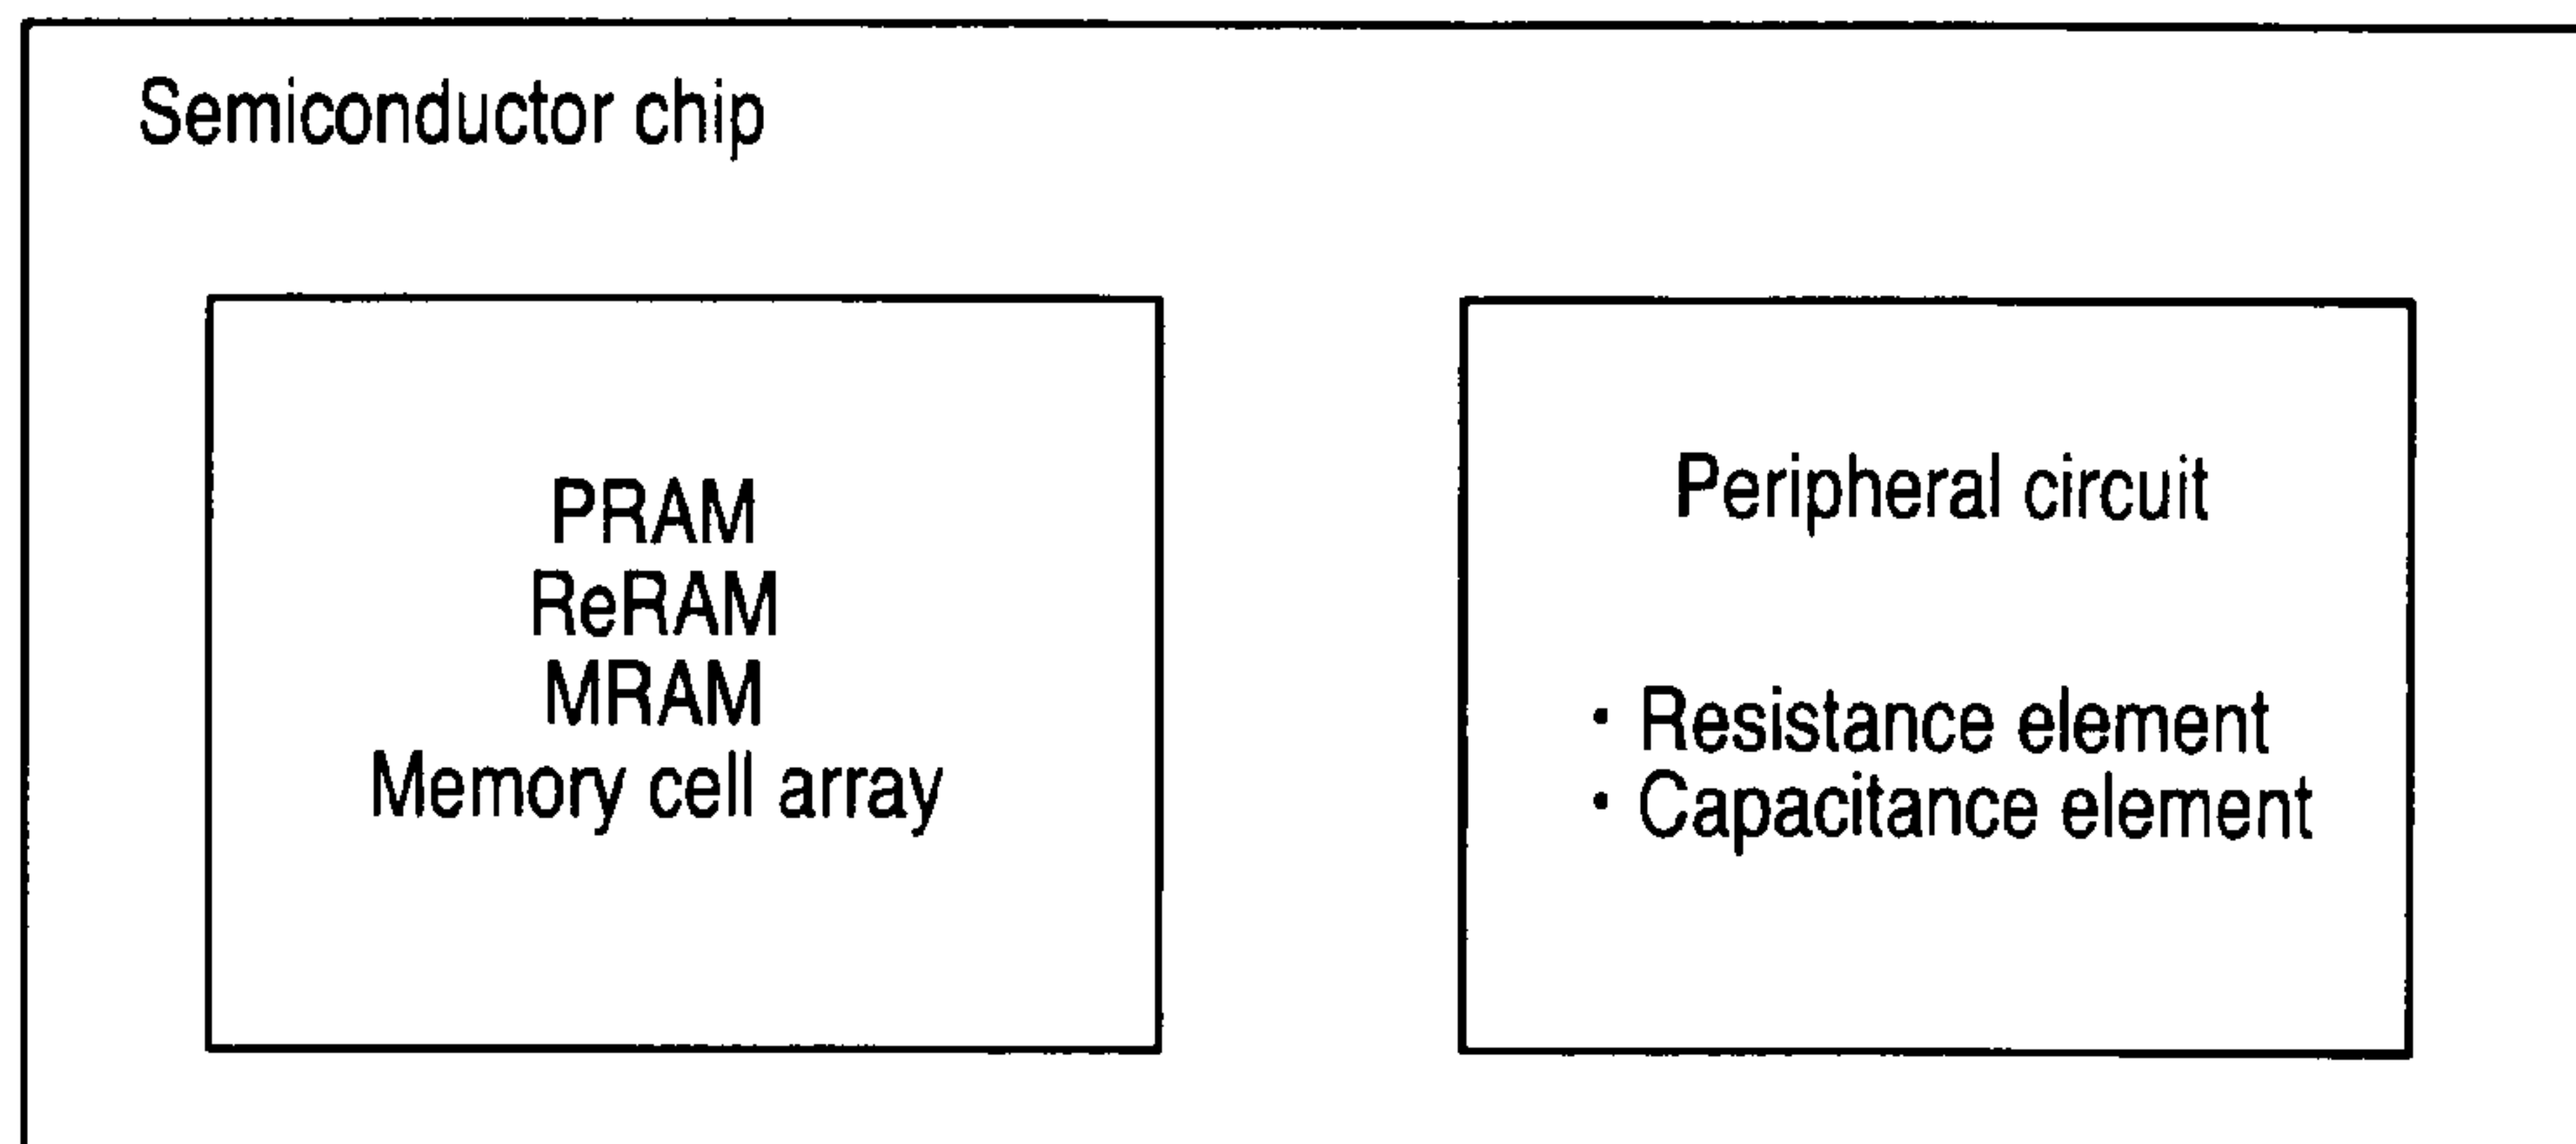 Semiconductor chip
PRAM
ReRAM
MRAM
Memory cell array
Peripheral circuit
・Resistance element
・Capacitance element